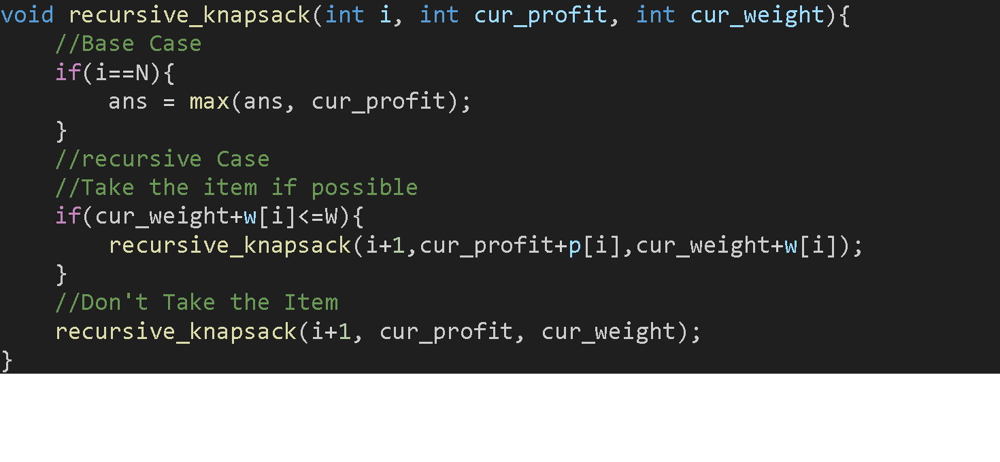 void recursive_knapsack(int i, int cur_profit, int cur_weight){
    //Base Case
    if(i==N){
        ans = max(ans, cur_profit);
    }
    //recursive Case
    //Take the item if possible
    if(cur_weight+w[i]<=W){
        recursive_knapsack(i+1,cur_profit+p[i],cur_weight+w[i]);
    }
    //Don't Take the Item
    recursive_knapsack(i+1, cur_profit, cur_weight);
}